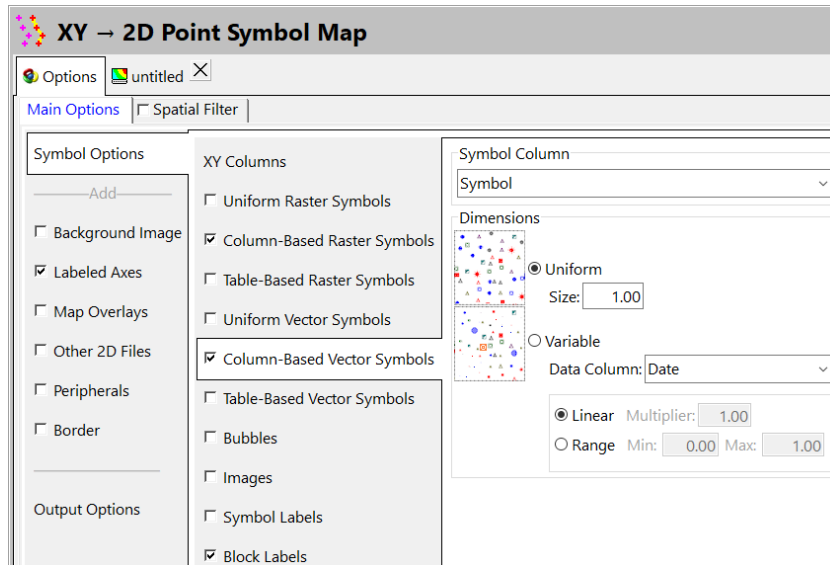 XY → 2D Point Symbol Map
Options
untitled
Main Options
Spatial Filter
Symbol Options
Add
Background Image
Labeled Axes
Map Overlays
Other 2D Files
Peripherals
Border
Output Options
XY Columns
Uniform Raster Symbols
Column-Based Raster Symbols
Table-Based Raster Symbols
Uniform Vector Symbols
Column-Based Vector Symbols
Table-Based Vector Symbols
Bubbles
Images
Symbol Labels
Block Labels
Symbol Column
Symbol
Dimensions
Uniform
Size: 1.00
Variable
Data Column: Date
Linear Multiplier: 1.00
Range Min: 0.00 Max: 1.00